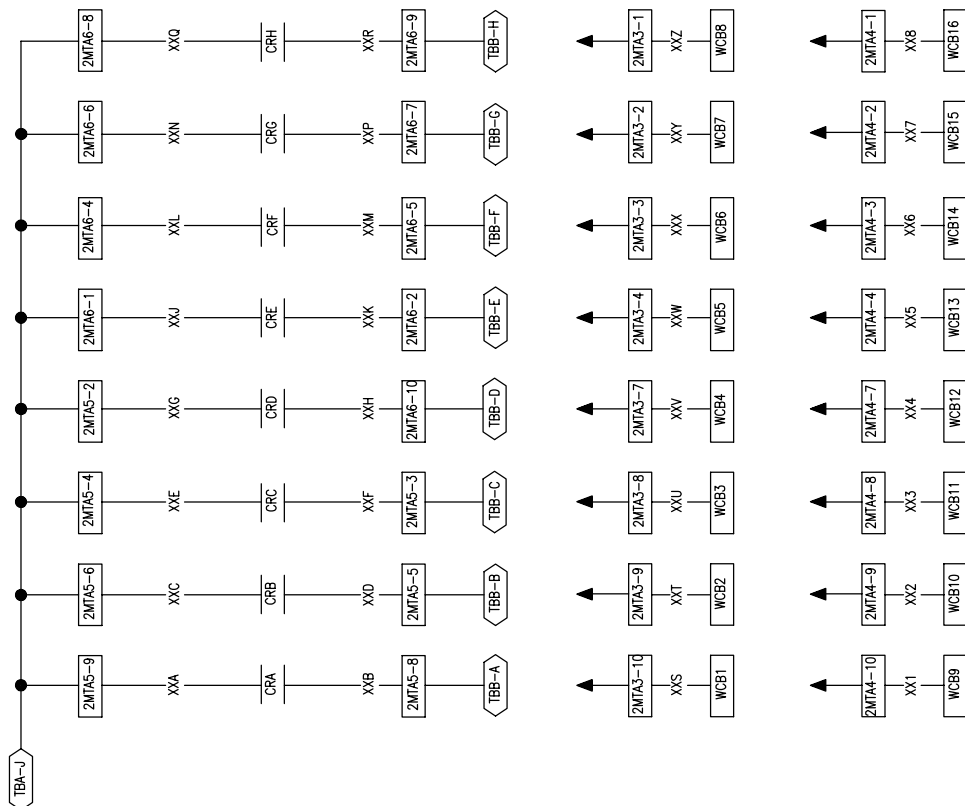 TBA-J
2MTA5-9 2MTA5-6 2MTA5-4 2MTA5-2 2MTA6-1 2MTA6-4 2MTA6-6 2MTA6-8
XXA XXC XXE XXG XXJ XXL XXN XXQ
CRA CRB CRC CRD CRE CRF CRG CRH
XXB XXD XXF XXH XXK XXM XXP XXR
2MTA5-8 2MTA5-5 2MTA5-3 2MTA6-10 2MTA6-2 2MTA6-5 2MTA6-7 2MTA6-9
TBB-A TBB-B TBB-C TBB-D TBB-E TBB-F TBB-G TBB-H
2MTA3-10 2MTA3-9 2MTA3-8 2MTA3-7 2MTA3-4 2MTA3-3 2MTA3-2 2MTA3-1
XXS XXT XXU XXV XXW XXX XXY XXZ
WCB1 WCB2 WCB3 WCB4 WCB5 WCB6 WCB7 WCB8
2MTA4-10 2MTA4-9 2MTA4-8 2MTA4-7 2MTA4-4 2MTA4-3 2MTA4-2 2MTA4-1
XX1 XX2 XX3 XX4 XX5 XX6 XX7 XX8
WCB9 WCB10 WCB11 WCB12 WCB13 WCB14 WCB15 WCB16